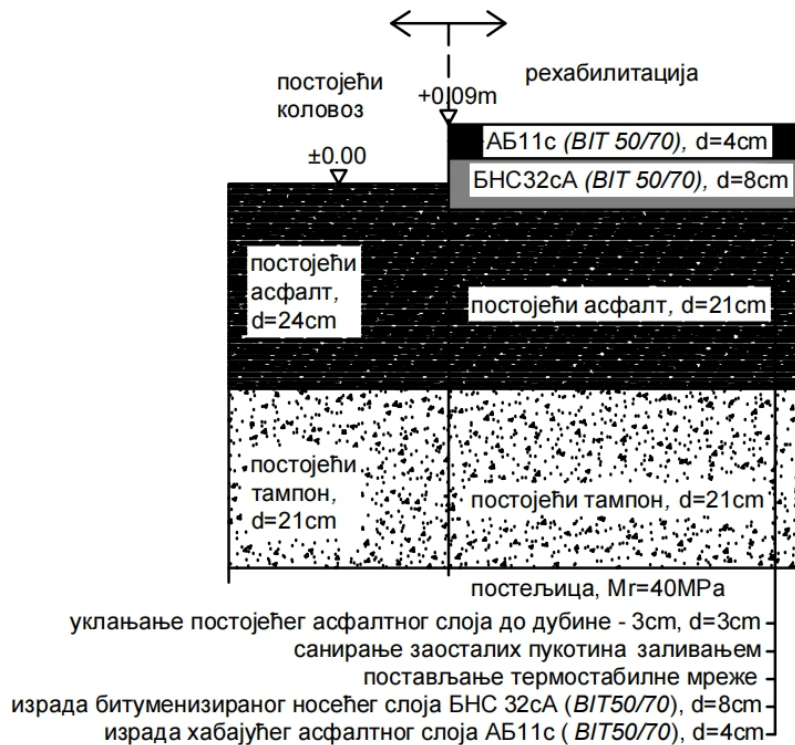 постојећи
коловоз
рехабилитација
+0.09m
±0.00
АБ11с (BIT 50/70), d=4cm
БНС32сА (BIT 50/70), d=8cm
постојећи
асфалт,
d=24cm
постојећи асфалт, d=21cm
постојећи
тампон,
d=21cm
постојећи тампон, d=21cm
постељица, Mr=40MPa
уклањање постојећег асфалтног слоја до дубине - 3cm, d=3cm
санирање заосталих пукотина заливањем
постављање термостабилне мреже
израда битуменизираног носећег слоја БНС 32сА (BIT50/70), d=8cm
израда хабајућег асфалтног слоја АБ11с ( BIT50/70), d=4cm